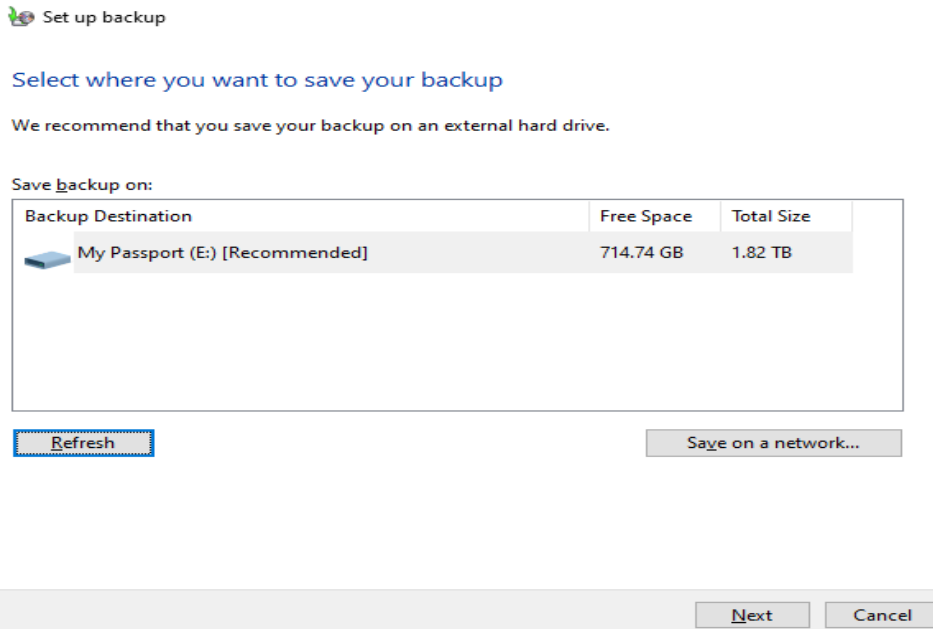 Set up backup
Select where you want to save your backup
We recommend that you save your backup on an external hard drive.
Save backup on:
Backup Destination Free Space Total Size
My Passport (E:) [Recommended] 714.74 GB 1.82 TB
Refresh Save on a network...
Next Cancel